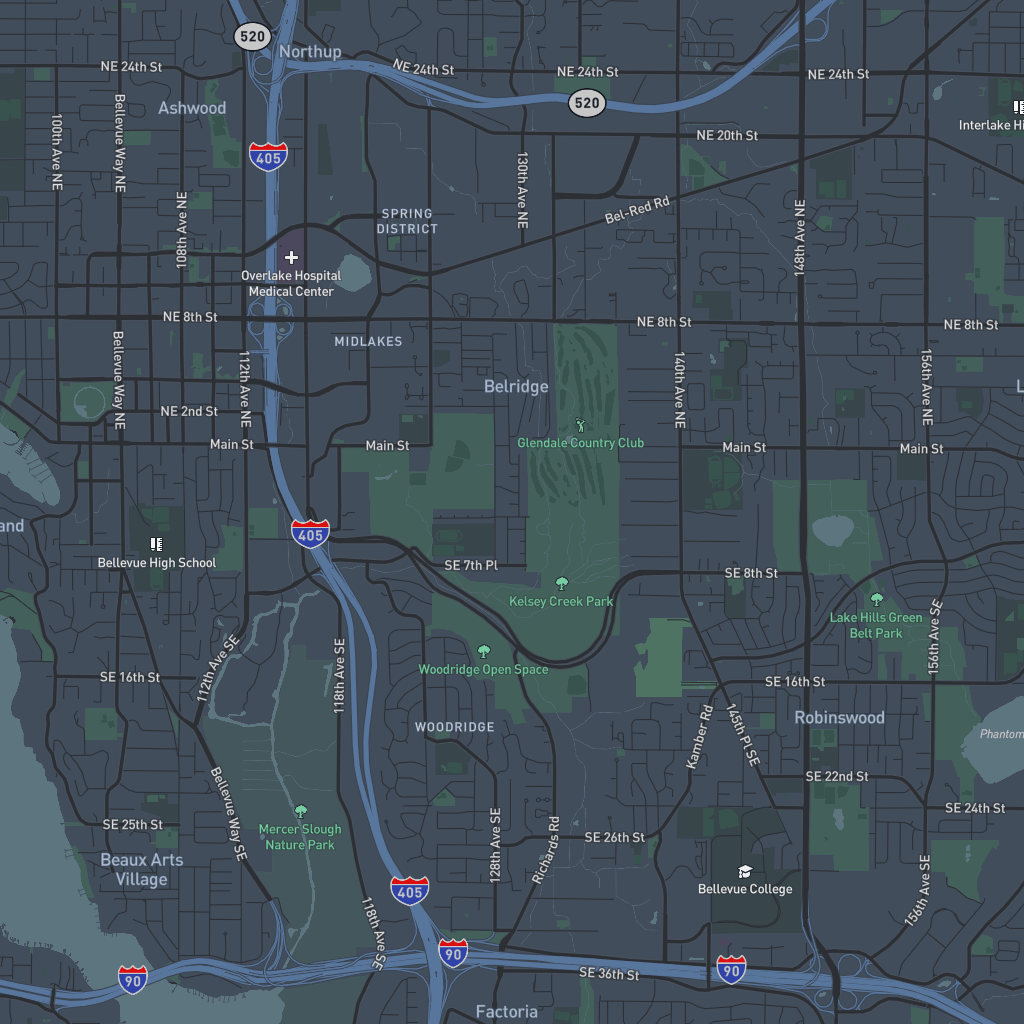 520
Northup
NE 24th St
NE 24th St
NE 24th St
NE 24th St
Ashwood
520
Interlake Hi
Bellevue Way NE
100th Ave NE
NE 20th St
405
130th Ave NE
108th Ave NE
SPRING
DISTRICT
Bel-Red Rd
148th Ave NE
Overlake Hospital
Medical Center
NE 8th St
NE 8th St
NE 8th St
MIDLAKES
Bellevue Way NE
112th Ave NE
140th Ave NE
156th Ave NE
Belridge
L
NE 2nd St
Main St
Main St
Glendale Country Club
Main St
Main St
and
405
Bellevue High School
SE 7th Pl
SE 8th St
Kelsey Creek Park
Lake Hills Green
Belt Park
156th Ave SE
112th Ave SE
118th Ave SE
Woodridge Open Space
SE 16th St
SE 16th St
WOODRIDGE
Kamber Rd
145th Pl SE
Robinswood
Phantom
Bellevue Way SE
SE 22nd St
SE 24th St
Mercer Slough
Nature Park
SE 25th St
128th Ave SE
Richards Rd
SE 26th St
Beaux Arts
Village
405
Bellevue College
156th Ave SE
118th Ave SE
90
90
SE 36th St
90
Factoria